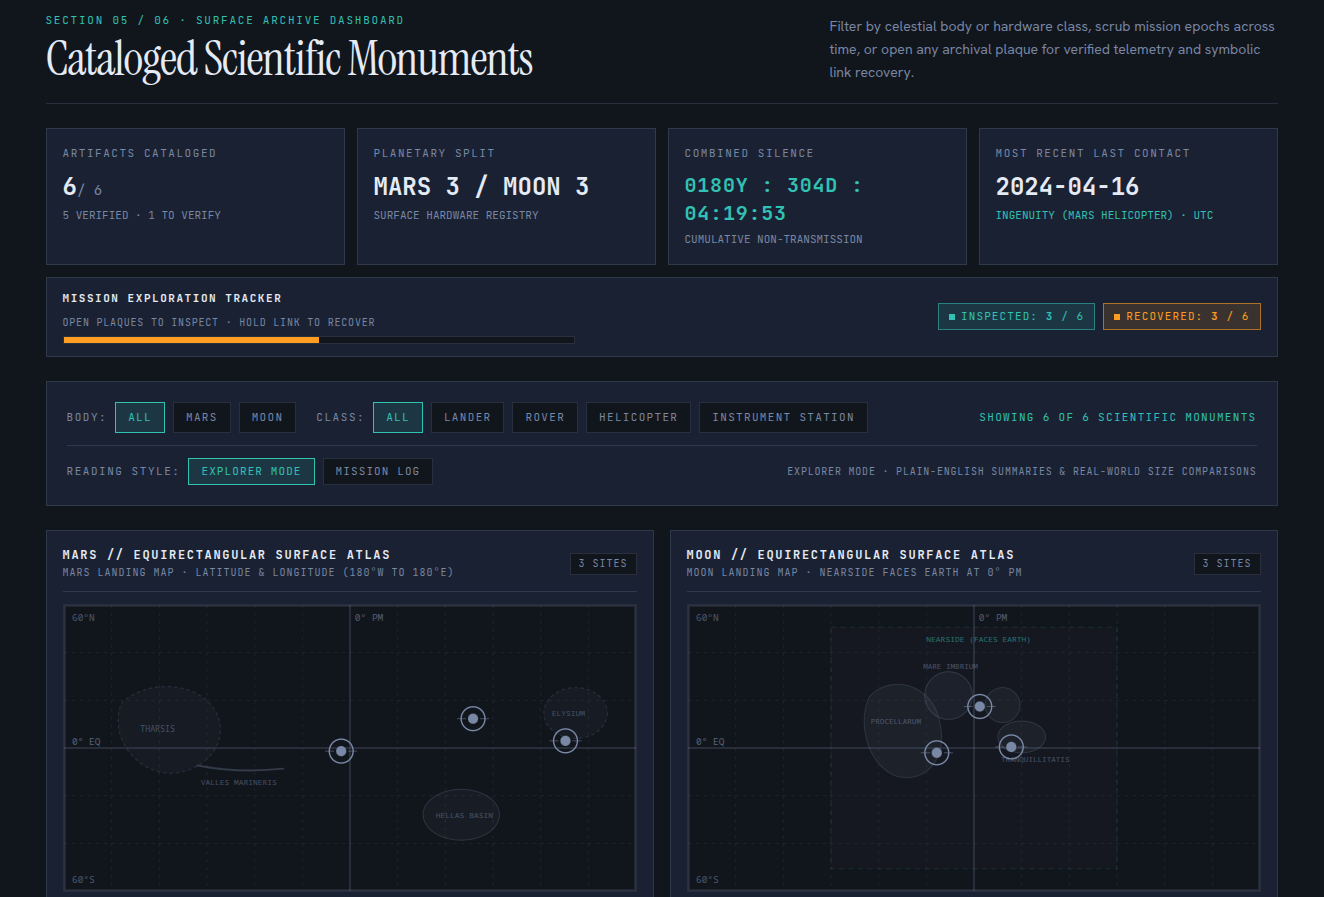 SECTION 05 / 06 · SURFACE ARCHIVE DASHBOARD
Cataloged Scientific Monuments
Filter by celestial body or hardware class, scrub mission epochs across
time, or open any archival plaque for verified telemetry and symbolic
link recovery.
ARTIFACTS CATALOGED
6/ 6
5 VERIFIED · 1 TO VERIFY
PLANETARY SPLIT
MARS 3 / MOON 3
SURFACE HARDWARE REGISTRY
COMBINED SILENCE
0180Y : 304D :
04:19:53
CUMULATIVE NON-TRANSMISSION
MOST RECENT LAST CONTACT
2024-04-16
INGENUITY (MARS HELICOPTER) · UTC
MISSION EXPLORATION TRACKER
OPEN PLAQUES TO INSPECT · HOLD LINK TO RECOVER
INSPECTED: 3 / 6
RECOVERED: 3 / 6
BODY: ALL MARS MOON CLASS: ALL LANDER ROVER HELICOPTER INSTRUMENT STATION
SHOWING 6 OF 6 SCIENTIFIC MONUMENTS
READING STYLE: EXPLORER MODE MISSION LOG
EXPLORER MODE · PLAIN-ENGLISH SUMMARIES & REAL-WORLD SIZE COMPARISONS
MARS // EQUIRECTANGULAR SURFACE ATLAS
MARS LANDING MAP · LATITUDE & LONGITUDE (180°W TO 180°E)
3 SITES
60°N
0° PM
THARSIS
ELYSIUM
0° EQ
VALLES MARINERIS
HELLAS BASIN
60°S
MOON // EQUIRECTANGULAR SURFACE ATLAS
MOON LANDING MAP · NEARSIDE FACES EARTH AT 0° PM
3 SITES
60°N
0° PM
NEARSIDE (FACES EARTH)
MARE IMBRIUM
PROCELLARUM
0° EQ
TRANQUILLITATIS
60°S